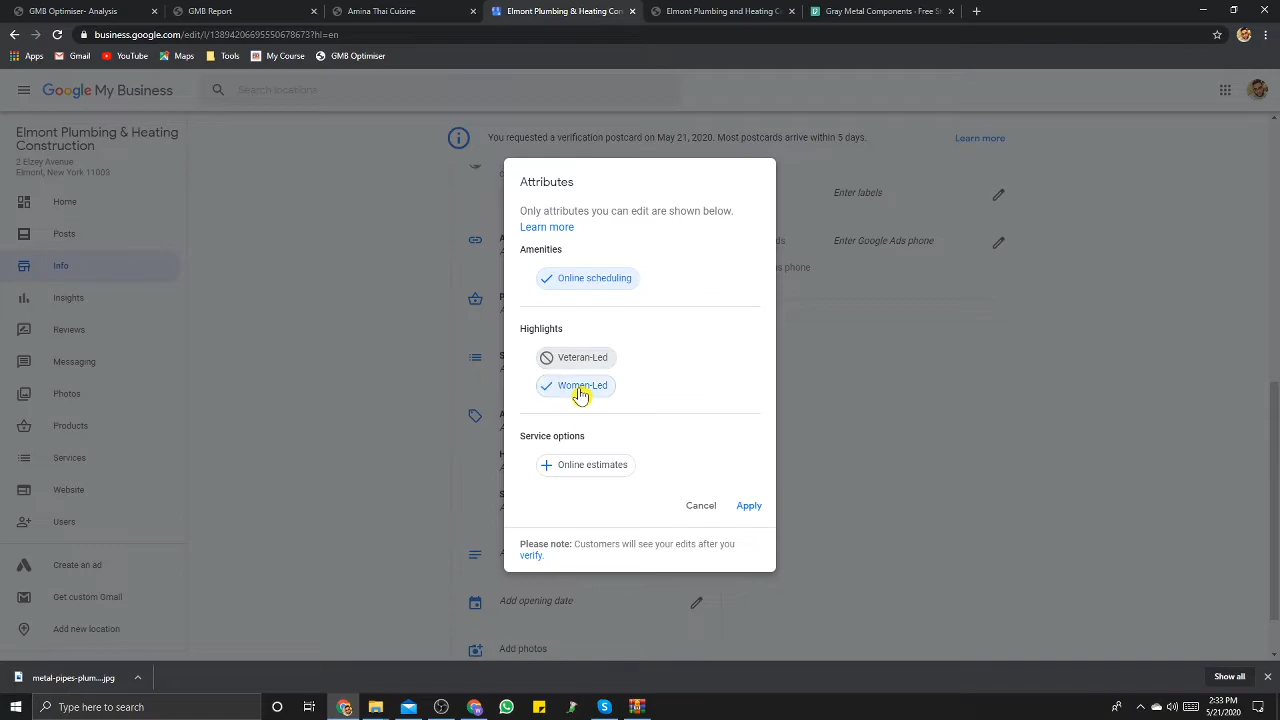 GMB Optimiser -
GMB Report
Amina Thai Cuisine
Elmont Plumbing & Heating Con
Elmont Plumbing and Heating Co
Gray Metal Components - Free St
business.google.com/edit/l/13894206695550678673?hl=en
Apps
Gmail
YouTube
Maps
Tools
My Course
GMB Optimiser
Google My Business
Search locations
Elmont Plumbing & Heating
Construction
2 Elzey Avenue
Elmont, New York 11003
You requested a verification postcard on May 21, 2020. Most postcards arrive within 5 days.
Learn more
Home
Posts
Info
Insights
Reviews
Messaging
Photos
Products
Services
Website
Users
Create an ad
Get custom Gmail
Add new location
Attributes
Only attributes you can edit are shown below.
Learn more
Amenities
Online scheduling
Highlights
Veteran-Led
Women-Led
Service options
Online estimates
Cancel
Apply
Please note: Customers will see your edits after you
verify.
Enter labels
Enter Google Ads phone
phone
Add opening date
Add photos
metal-pipes-plum....jpg
Show all
Type here to search
2:33 PM
5/21/2020